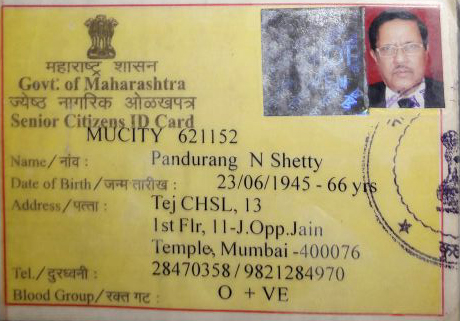 महाराष्ट्र शासन
Govt. of Maharashtra
ज्येष्ठ नागरिक ओळखपत्र
Senior Citizens ID Card
MUCITY 621152
Name/नांव : Pandurang N Shetty
Date of Birth/जन्म तारीख : 23/06/1945 - 66 yrs
Address/पत्ता : Tej CHSL, 13
1st Flr, 11-J.Opp.Jain
Temple, Mumbai -400076
Tel./दुरध्वनी : 28470358/9821284970
Blood Group/रक्त गट : O + VE